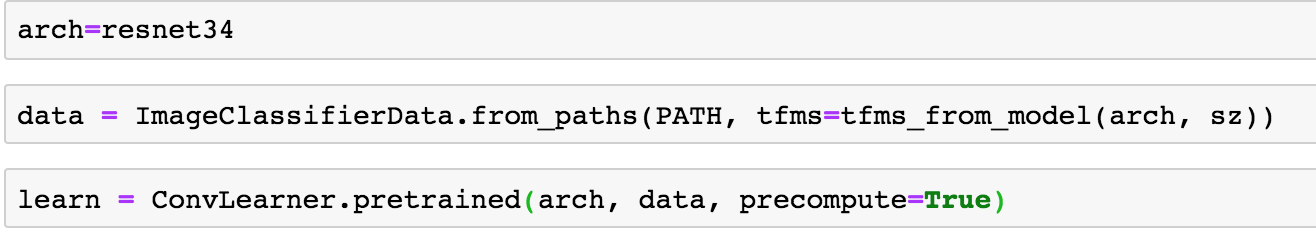 arch=resnet34
data = ImageClassifierData.from_paths(PATH, tfms=tfms_from_model(arch, sz))
learn = ConvLearner.pretrained(arch, data, precompute=True)